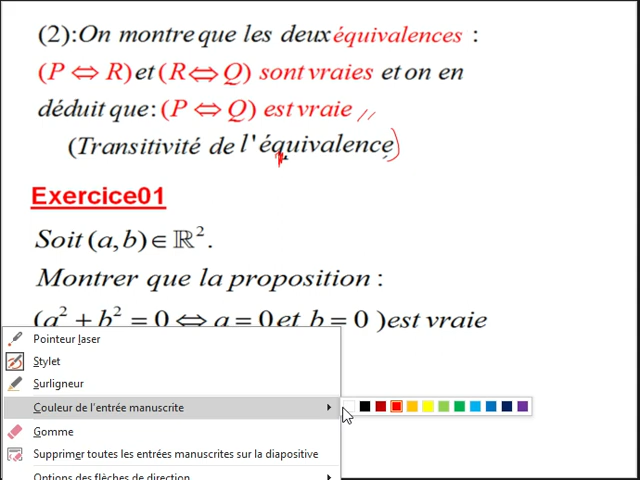 (2):On montre que les deux équivalences :
(P ⇔ R) et (R ⇔ Q) sont vraies et on en
déduit que: (P ⇔ Q) est vraie //
(Transitivité de l'équivalence)
Exercice01
Soit (a,b) ∈ ℝ².
Montrer que la proposition :
(a² + b² = 0 ⇔ a = 0 et b = 0 ) est vraie
Pointeur laser
Stylet
Surligneur
Couleur de l'entrée manuscrite
Gomme
Supprimer toutes les entrées manuscrites sur la diapositive
Options des flèches de direction